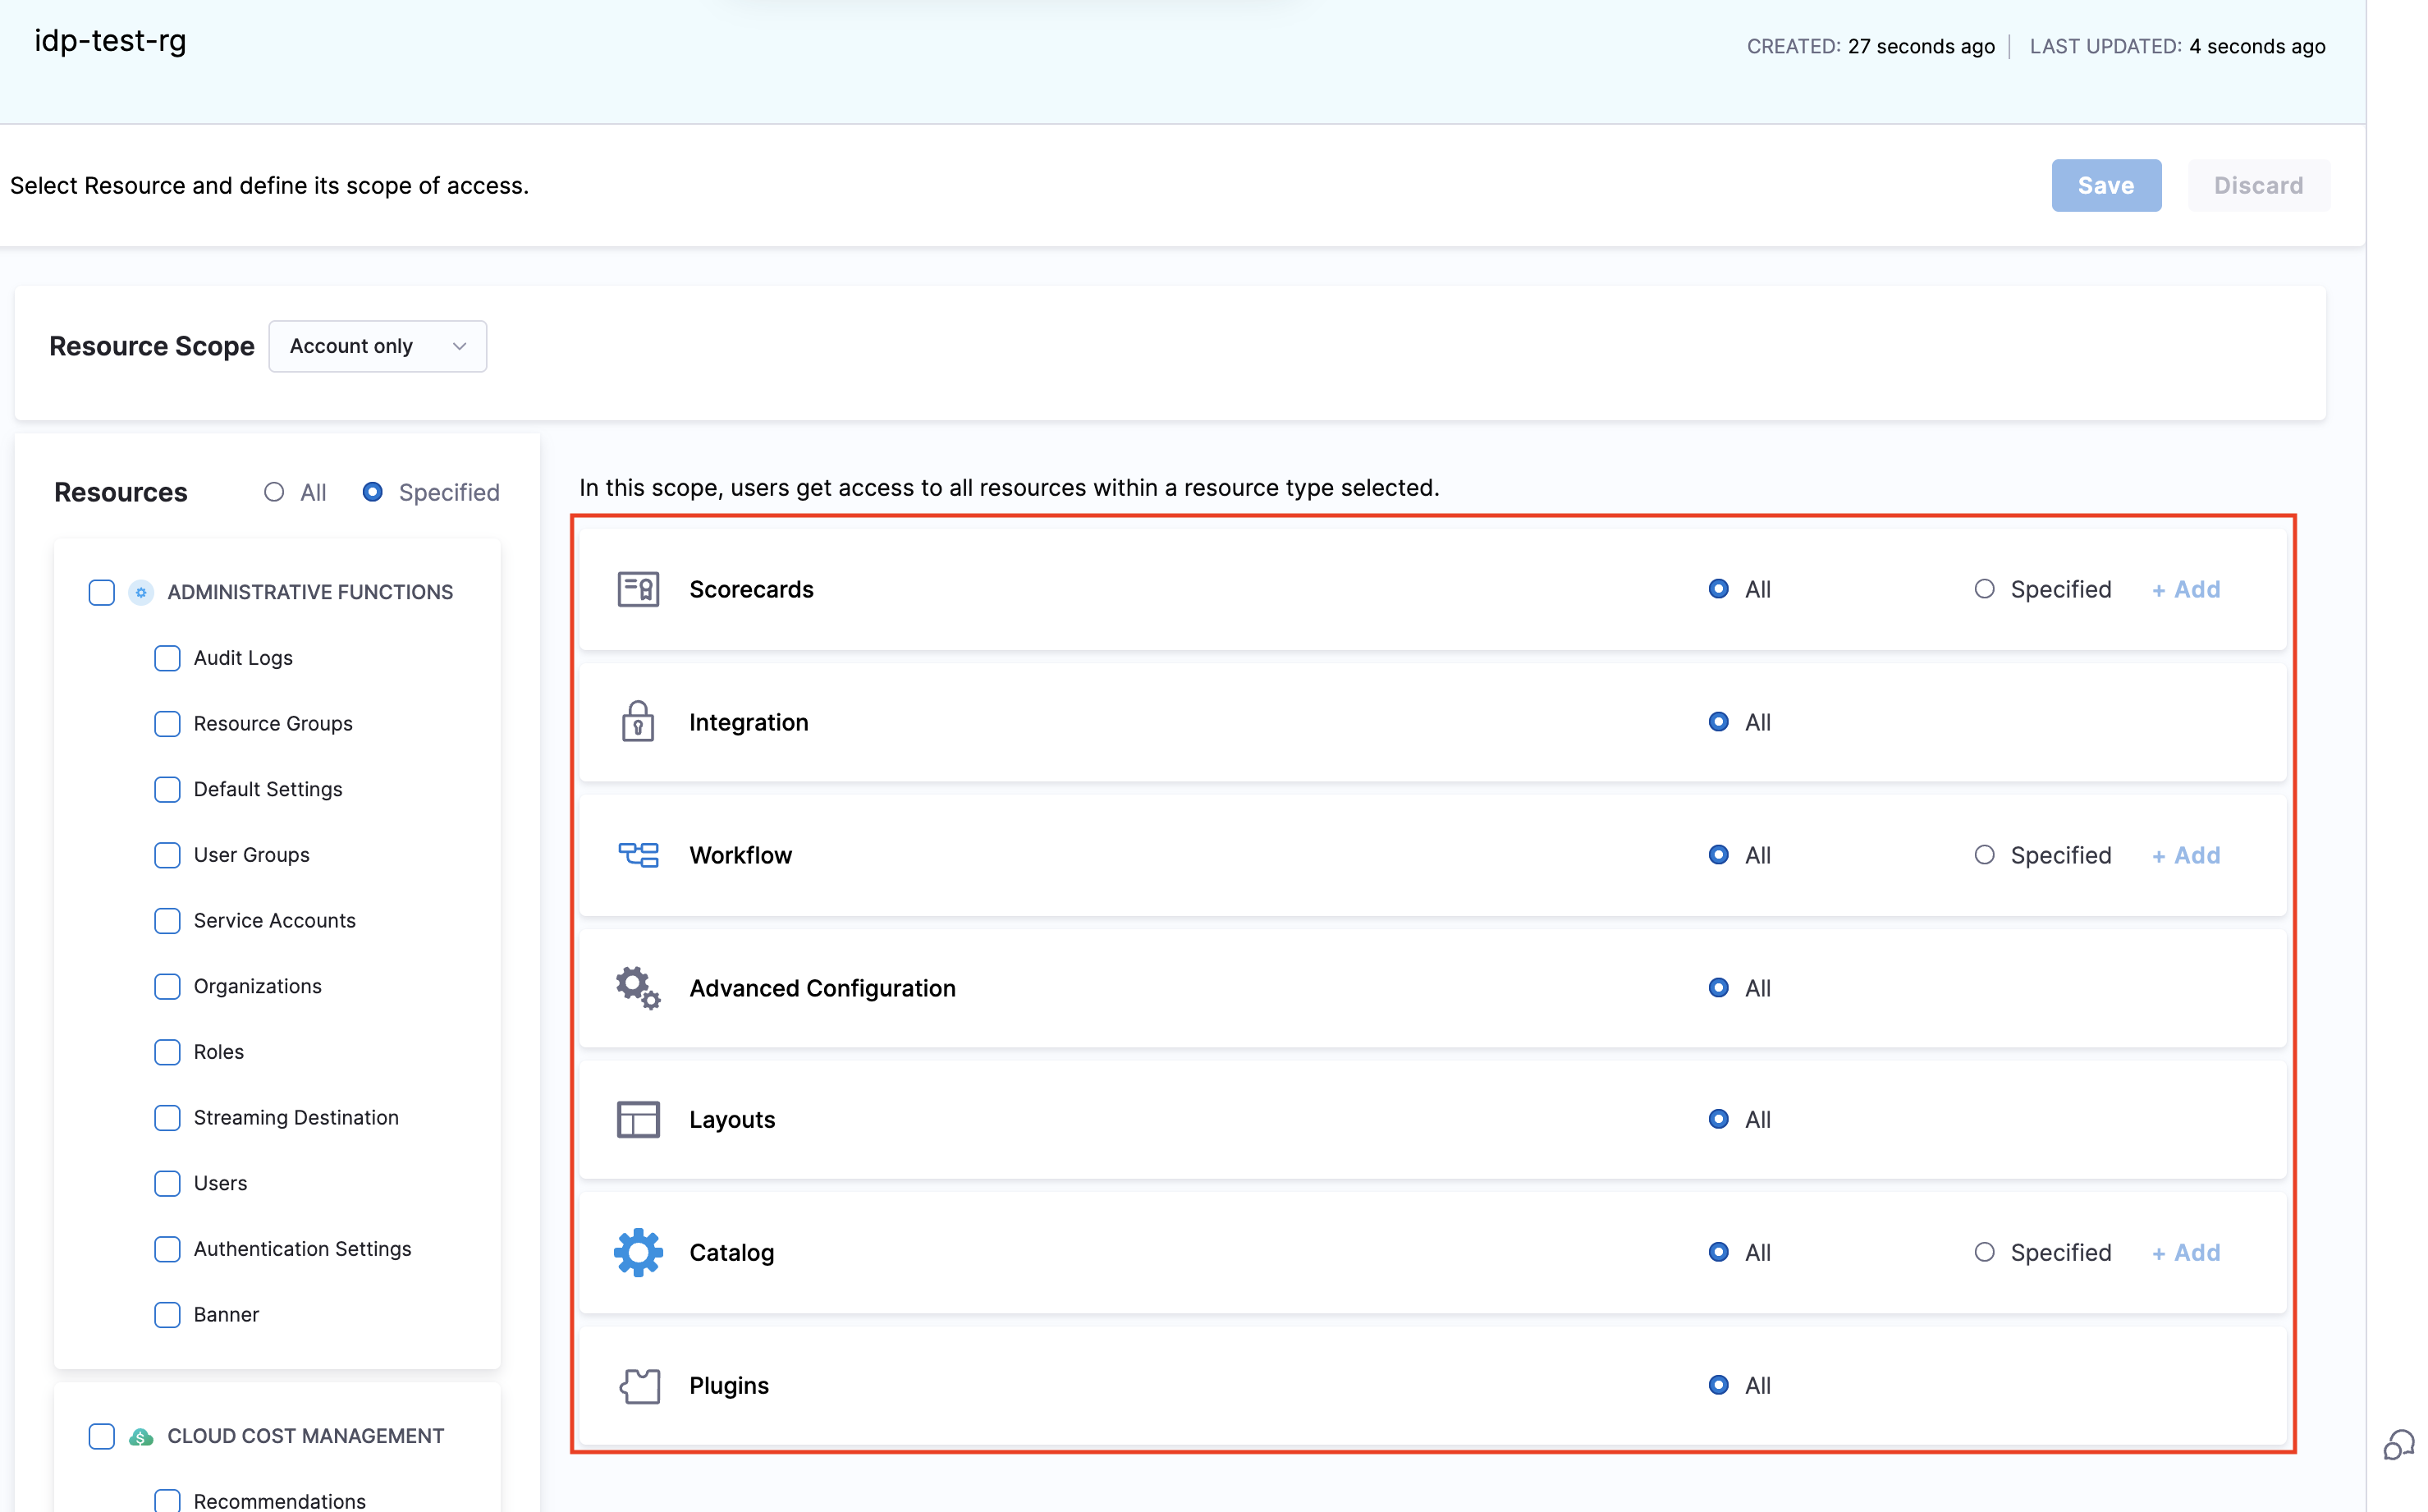 idp-test-rg
CREATED: 27 seconds ago
LAST UPDATED: 4 seconds ago
Select Resource and define its scope of access.
Save
Discard
Resource Scope
Account only
Resources
All
Specified
ADMINISTRATIVE FUNCTIONS
Audit Logs
Resource Groups
Default Settings
User Groups
Service Accounts
Organizations
Roles
Streaming Destination
Users
Authentication Settings
Banner
CLOUD COST MANAGEMENT
Recommendations
In this scope, users get access to all resources within a resource type selected.
Scorecards All Specified + Add
Integration All
Workflow All Specified + Add
Advanced Configuration All
Layouts All
Catalog All Specified + Add
Plugins All